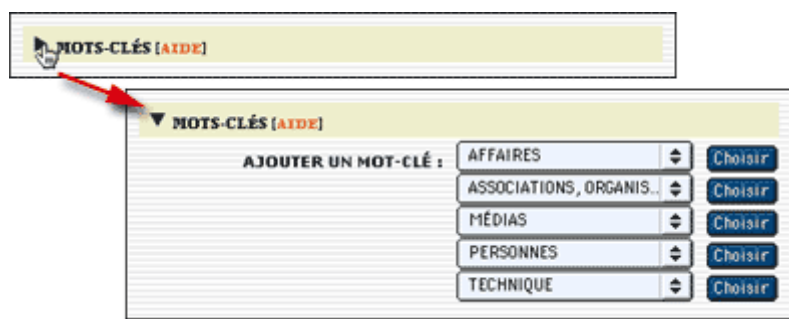 MOTS-CLÉS [AIDE]
MOTS-CLÉS [AIDE]
AJOUTER UN MOT-CLÉ : AFFAIRES Choisir
ASSOCIATIONS, ORGANIS... Choisir
MÉDIAS Choisir
PERSONNES Choisir
TECHNIQUE Choisir